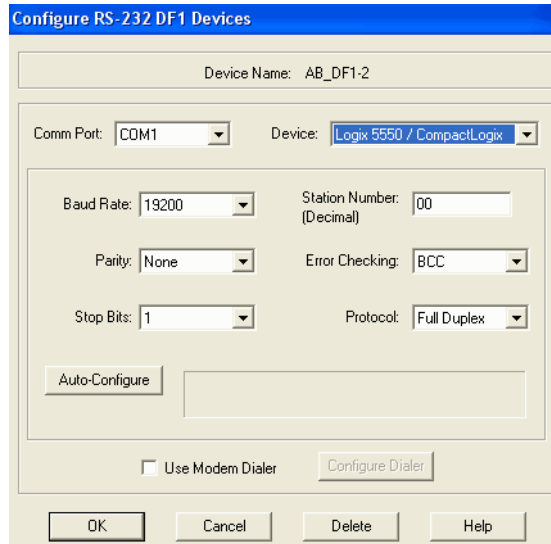 Configure RS-232 DF1 Devices
Device Name: AB_DF1-2
Comm Port: COM1 Device: Logix 5550 / CompactLogix
Baud Rate: 19200 Station Number: 00
(Decimal)
Parity: None Error Checking: BCC
Stop Bits: 1 Protocol: Full Duplex
Auto-Configure
Use Modem Dialer Configure Dialer
OK Cancel Delete Help